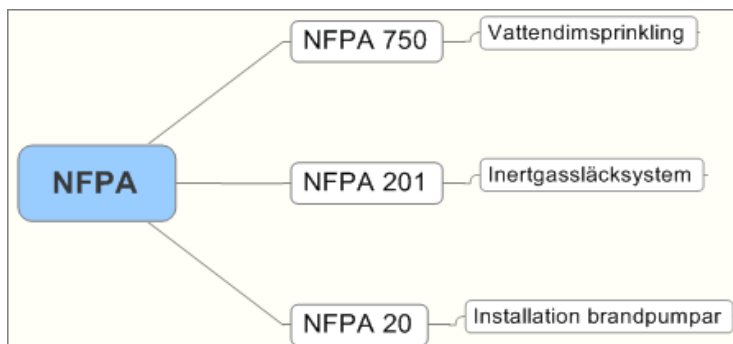 NFPA
NFPA 750
Vattendimsprinkling
NFPA 201
Inertgassläcksystem
NFPA 20
Installation brandpumpar